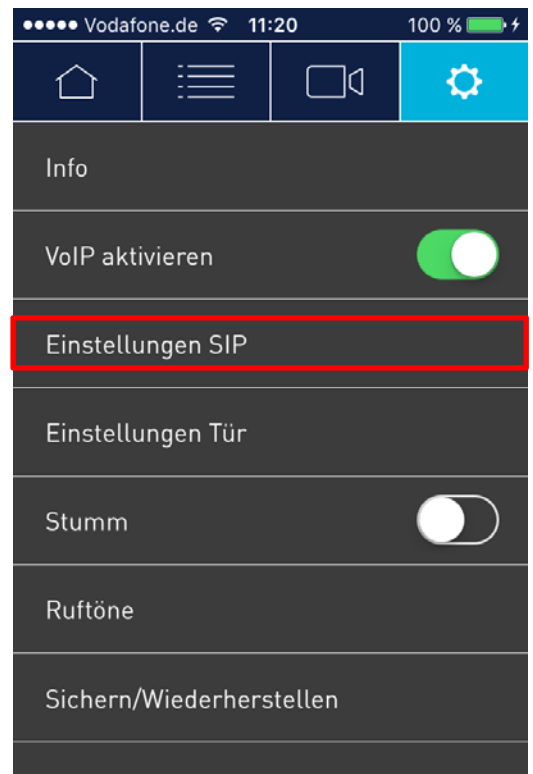 Vodafone.de 11:20 100 %
Info
VoIP aktivieren
Einstellungen SIP
Einstellungen Tür
Stumm
Ruftöne
Sichern/Wiederherstellen